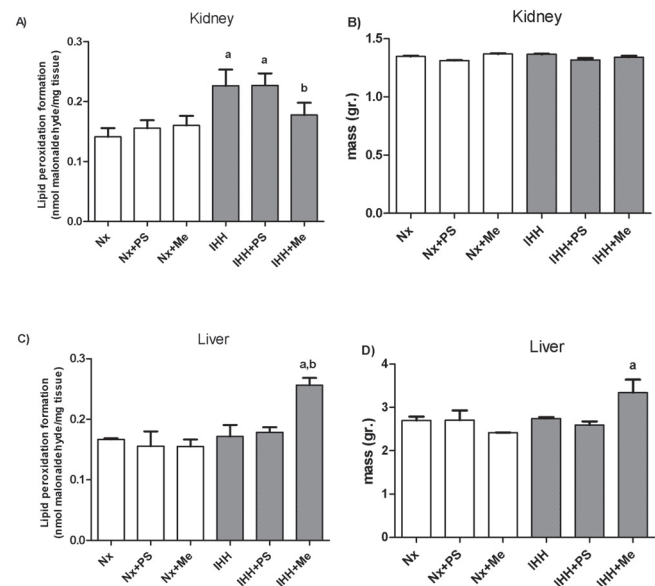 A)
Kidney
Lipid peroxidation formation
(nmol malonaldehyde/mg tissue)
0.3
0.2
0.1
0.0
a
a
b
Nx
Nx+PS
Nx+Me
IHH
IHH+PS
IHH+Me
B)
Kidney
mass (gr.)
1.5
1.0
0.5
0.0
Nx
Nx+PS
Nx+Me
IHH
IHH+PS
IHH+Me
C)
Liver
Lipid peroxidation formation
(nmol malonaldehyde/mg tissue)
0.3
0.2
0.1
0.0
a,b
Nx
Nx+PS
Nx+Me
IHH
IHH+PS
IHH+Me
D)
Liver
mass (gr.)
4
3
2
1
0
a
Nx
Nx+PS
Nx+Me
IHH
IHH+PS
IHH+Me